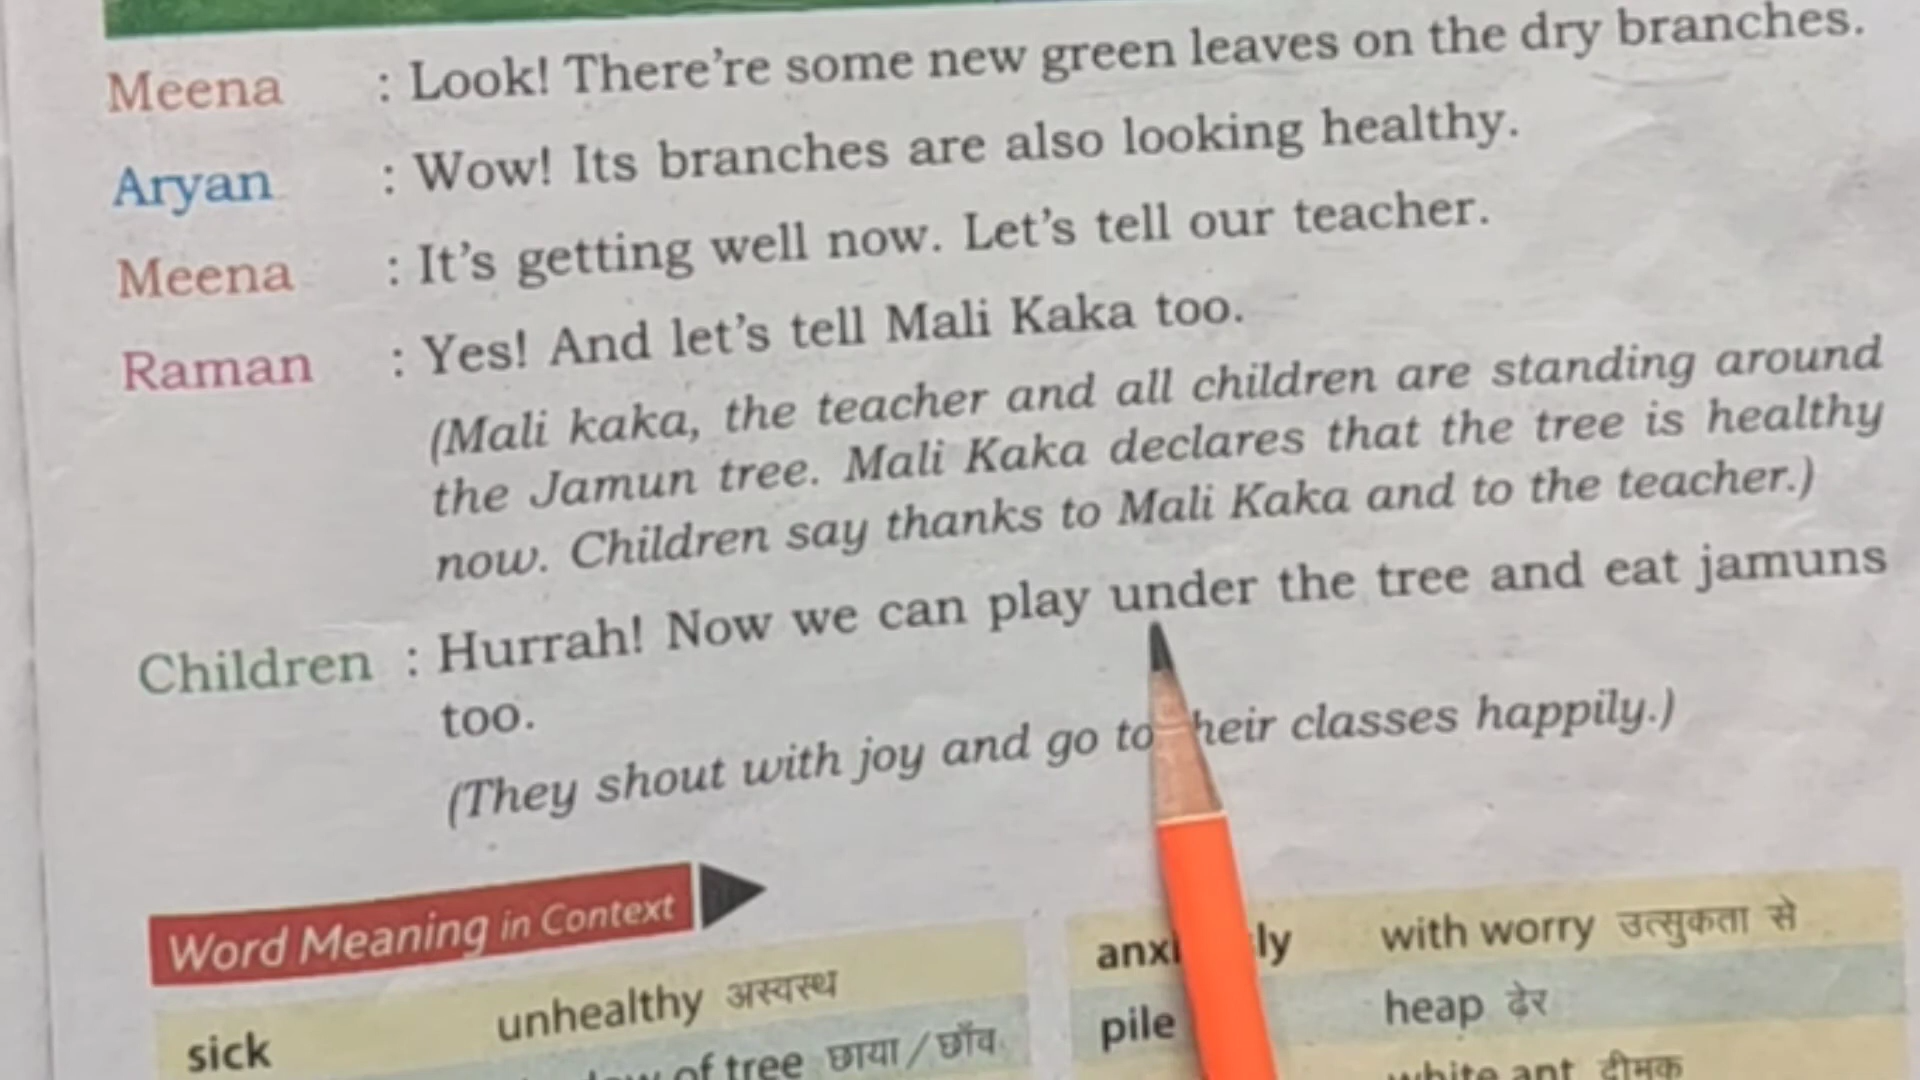 Meena : Look! There're some new green leaves on the dry branches.
Aryan : Wow! Its branches are also looking healthy.
Meena : It's getting well now. Let's tell our teacher.
Raman : Yes! And let's tell Mali Kaka too.
(Mali kaka, the teacher and all children are standing around
the Jamun tree. Mali Kaka declares that the tree is healthy
now. Children say thanks to Mali Kaka and to the teacher.)
Children : Hurrah! Now we can play under the tree and eat jamuns
too.
(They shout with joy and go to their classes happily.)
Word Meaning in Context
sick unhealthy अस्वस्थ
of tree छाया / छाँव
with worry उत्सुकता से
pile heap ढेर
white ant दीमक